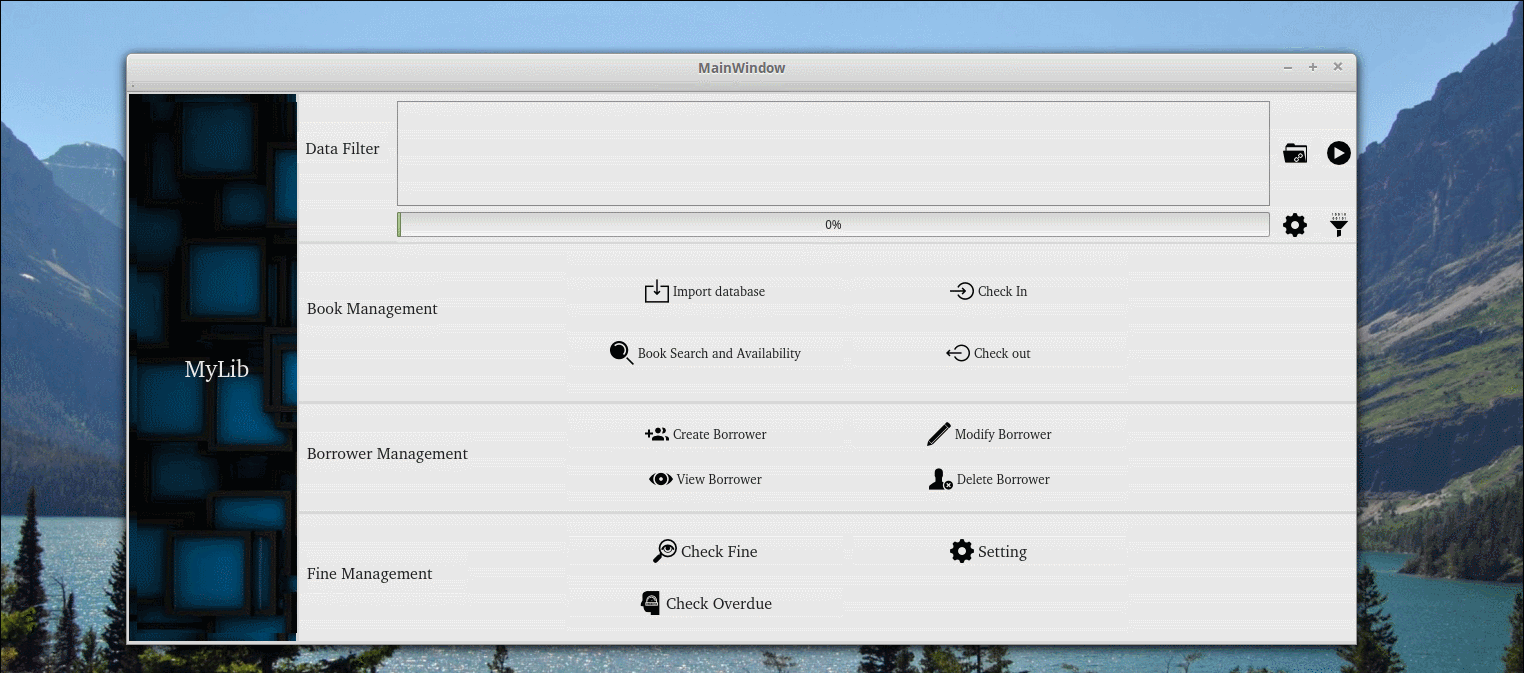 MainWindow
Data Filter
0%
Book Management
Import database
Check In
Book Search and Availability
Check out
MyLib
Borrower Management
Create Borrower
Modify Borrower
View Borrower
Delete Borrower
Fine Management
Check Fine
Setting
Check Overdue